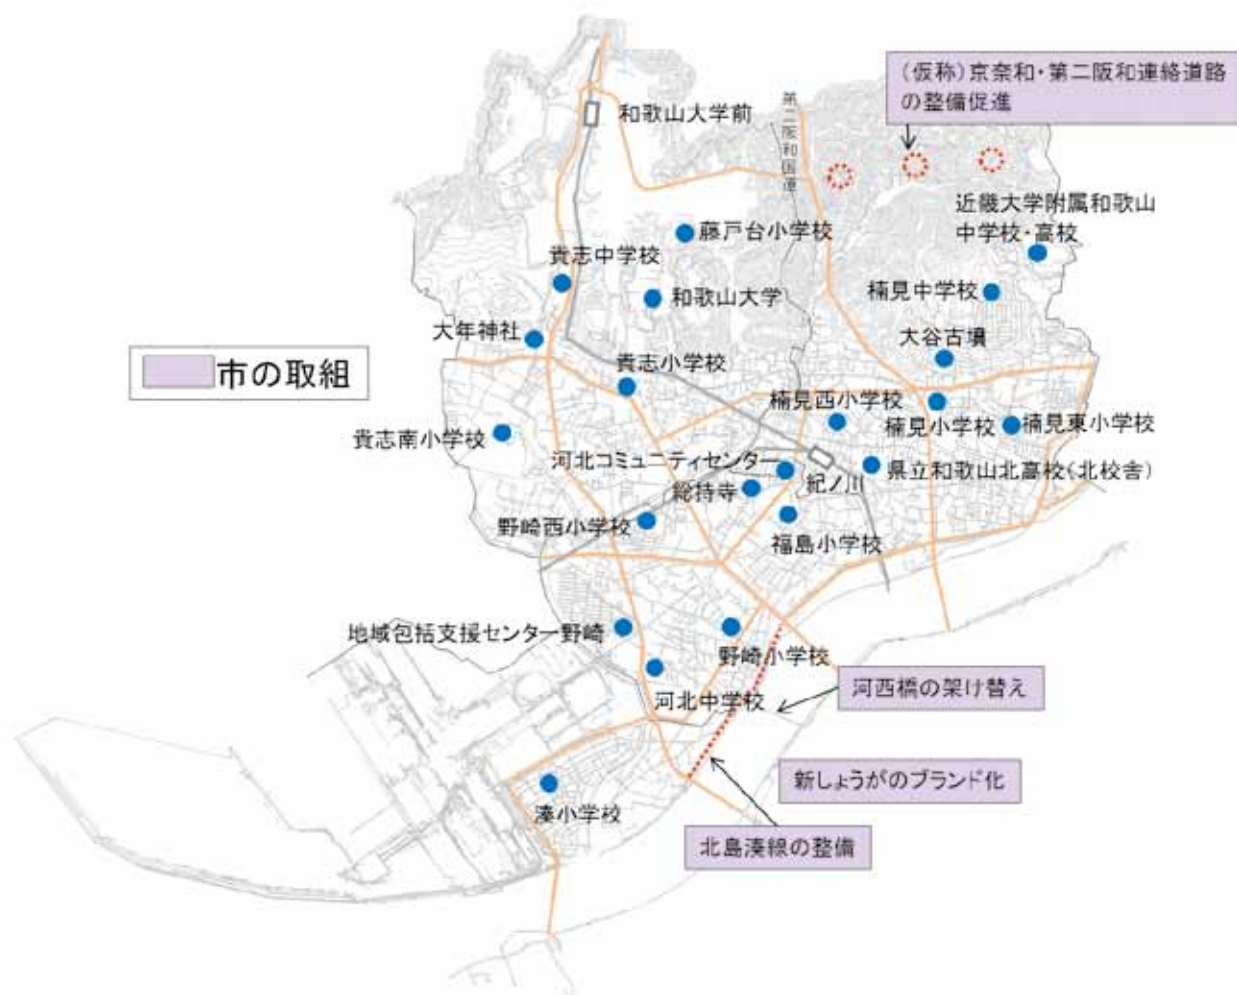 (仮称)京奈和・第二阪和連絡道路
の整備促進
和歌山大学前
第二阪和国道
近畿大学附属和歌山
中学校・高校
藤戸台小学校
貴志中学校
和歌山大学
楠見中学校
大年神社
大谷古墳
貴志小学校
市の取組
楠見西小学校
楠見小学校
楠見東小学校
貴志南小学校
河北コミュニティセンター
県立和歌山北高校(北校舎)
紀ノ川
総持寺
野崎西小学校
福島小学校
地域包括支援センター野崎
野崎小学校
河北中学校
河西橋の架け替え
新しょうがのブランド化
湊小学校
北島湊線の整備